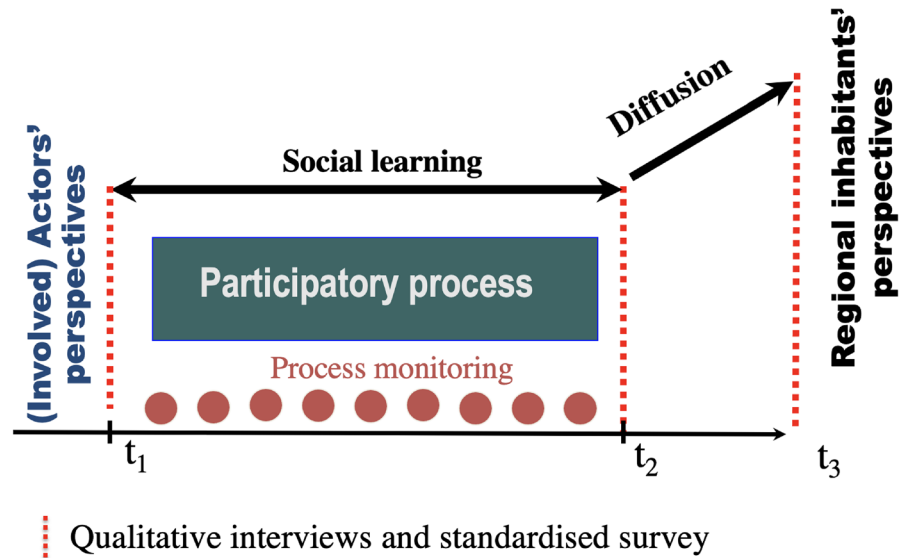 (Involved) Actors'
perspectives
Social learning
Diffusion
Regional inhabitants'
perspectives
Participatory process
Process monitoring
t1
t2
t3
Qualitative interviews and standardised survey